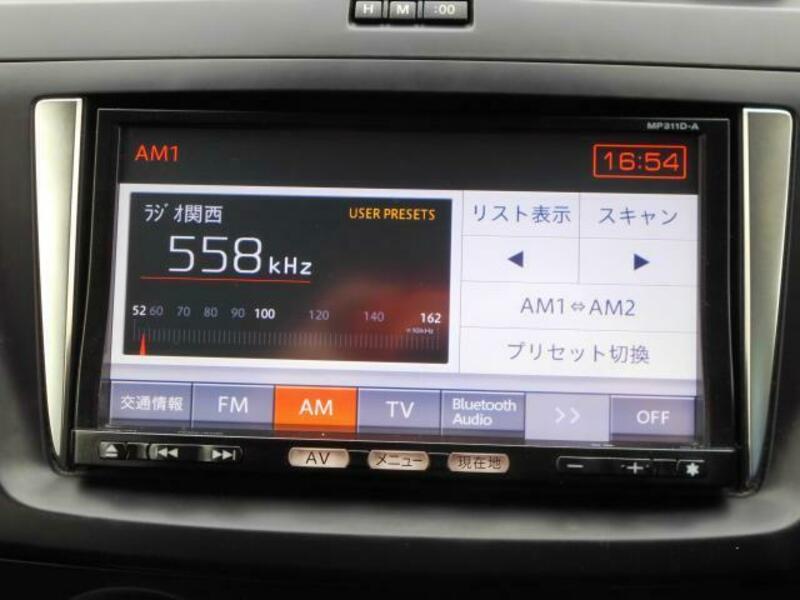 H M :00
MP311D-A
AM1
16:54
ﾗｼﾞｵ関西
USER PRESETS
558kHz
52 60 70 80 90 100 120 140 162
×10kHz
リスト表示
スキャン
◀ ▶
AM1⇔AM2
プリセット切換
交通情報
FM
AM
TV
Bluetooth
Audio
>>
OFF
AV
メニュー
現在地
− +